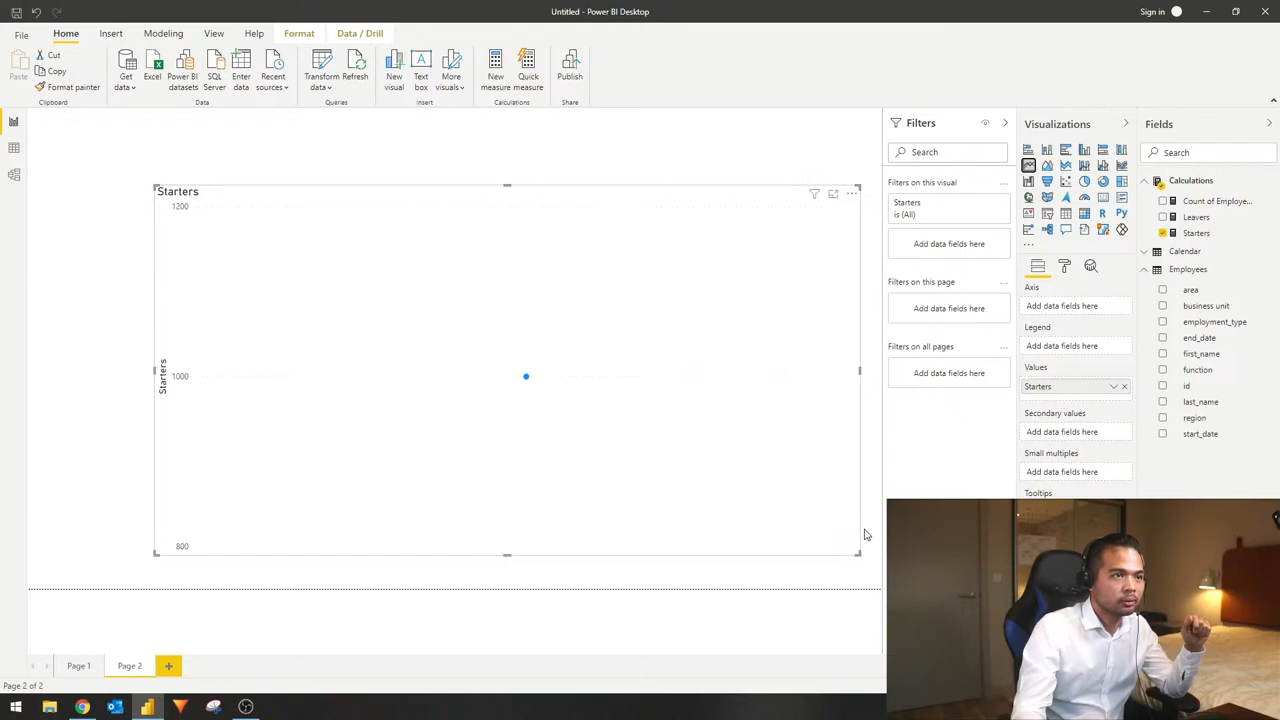 Untitled - Power BI Desktop
Sign in
File
Home
Insert
Modeling
View
Help
Format
Data / Drill
Paste
Cut
Copy
Format painter
Clipboard
Get data
Excel
Power BI datasets
SQL Server
Enter data
Recent sources
Data
Transform data
Refresh
Queries
New visual
Text box
More visuals
Insert
New measure
Quick measure
Calculations
Publish
Share
Starters
1200
1000
800
Starters
Filters
Search
Filters on this visual
Starters
is (All)
Add data fields here
Filters on this page
Add data fields here
Filters on all pages
Add data fields here
Visualizations
R
Py
Axis
Add data fields here
Legend
Add data fields here
Values
Starters
Secondary values
Add data fields here
Small multiples
Add data fields here
Tooltips
Fields
Search
Calculations
Count of Employe...
Leavers
Starters
Calendar
Employees
area
business unit
employment_type
end_date
first_name
function
id
last_name
region
start_date
Page 1
Page 2
Page 2 of 2